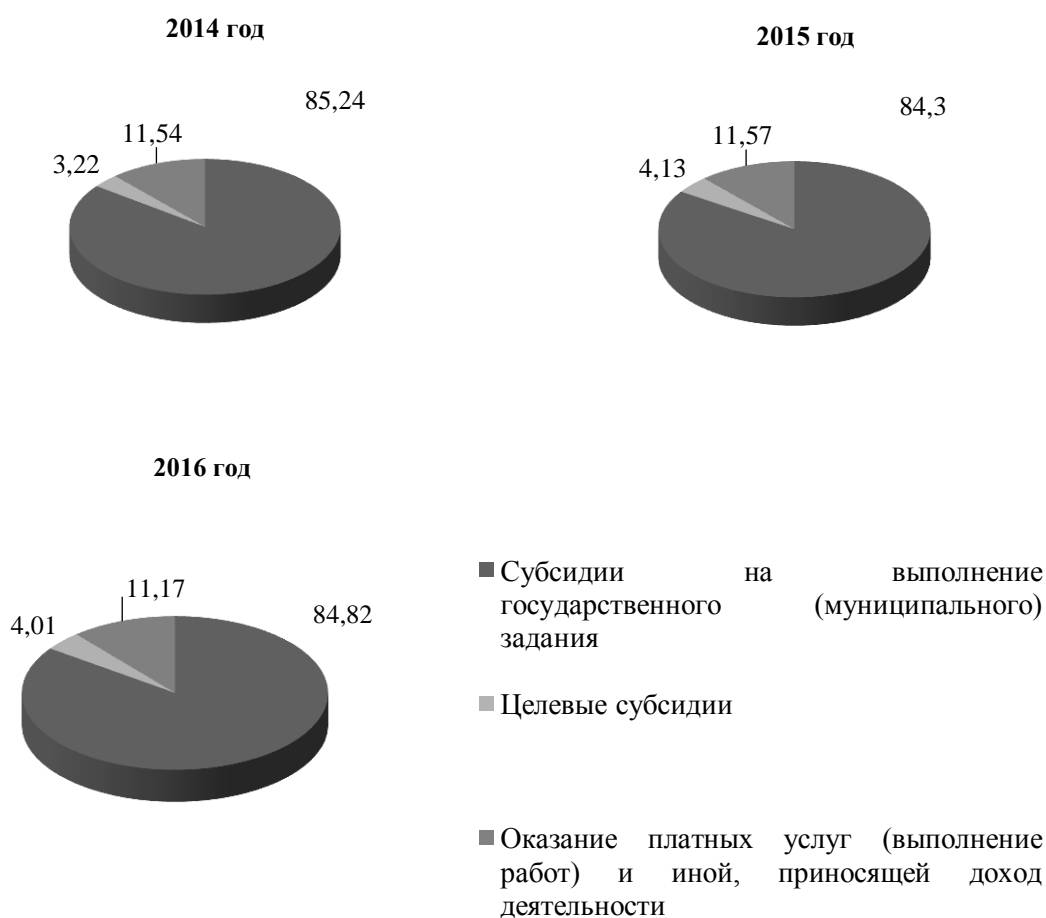 2014 год
85,24
11,54
3,22
2015 год
84,3
11,57
4,13
2016 год
11,17
84,82
4,01
Субсидии на выполнение
государственного (муниципального)
задания
Целевые субсидии
Оказание платных услуг (выполнение
работ) и иной, приносящей доход
деятельности